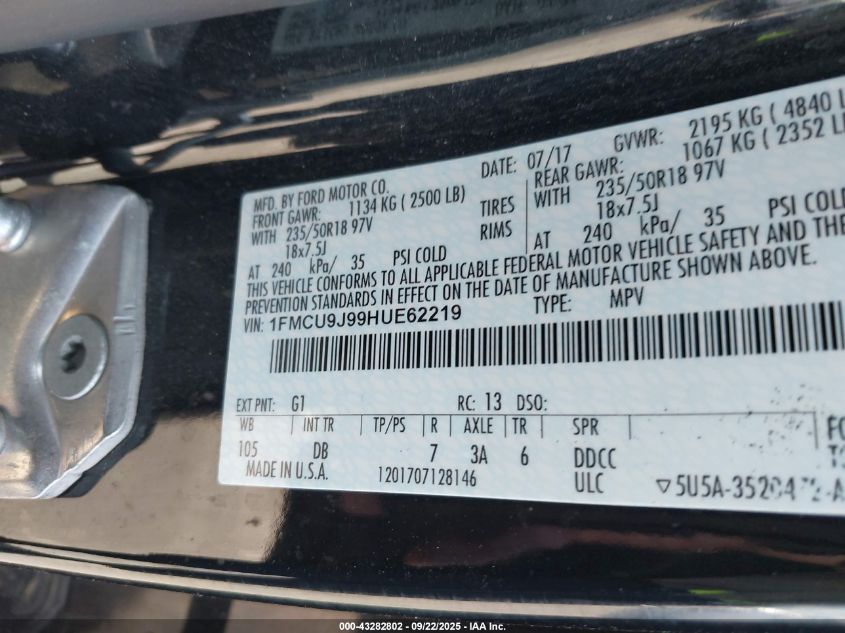 MFD. BY FORD MOTOR CO. DATE: 07/17 GVWR: 2195 KG ( 4840 L
FRONT GAWR: 1134 KG ( 2500 LB) REAR GAWR: 1067 KG ( 2352 L
WITH 235/50R18 97V TIRES WITH 235/50R18 97V
18x7.5J RIMS 18x7.5J
AT 240 kPa/ 35 PSI COLD AT 240 kPa/ 35 PSI COLD
THIS VEHICLE CONFORMS TO ALL APPLICABLE FEDERAL MOTOR VEHICLE SAFETY AND THE
PREVENTION STANDARDS IN EFFECT ON THE DATE OF MANUFACTURE SHOWN ABOVE.
VIN: 1FMCU9J99HUE62219 TYPE: MPV
EXT PNT: G1 RC: 13 DSO:
WB INT TR TP/PS R AXLE TR SPR
105 DB 7 3A 6 DDCC
MADE IN U.S.A. 1201707128146 ULC
000-43282802 - 09/22/2025 - IAA Inc.